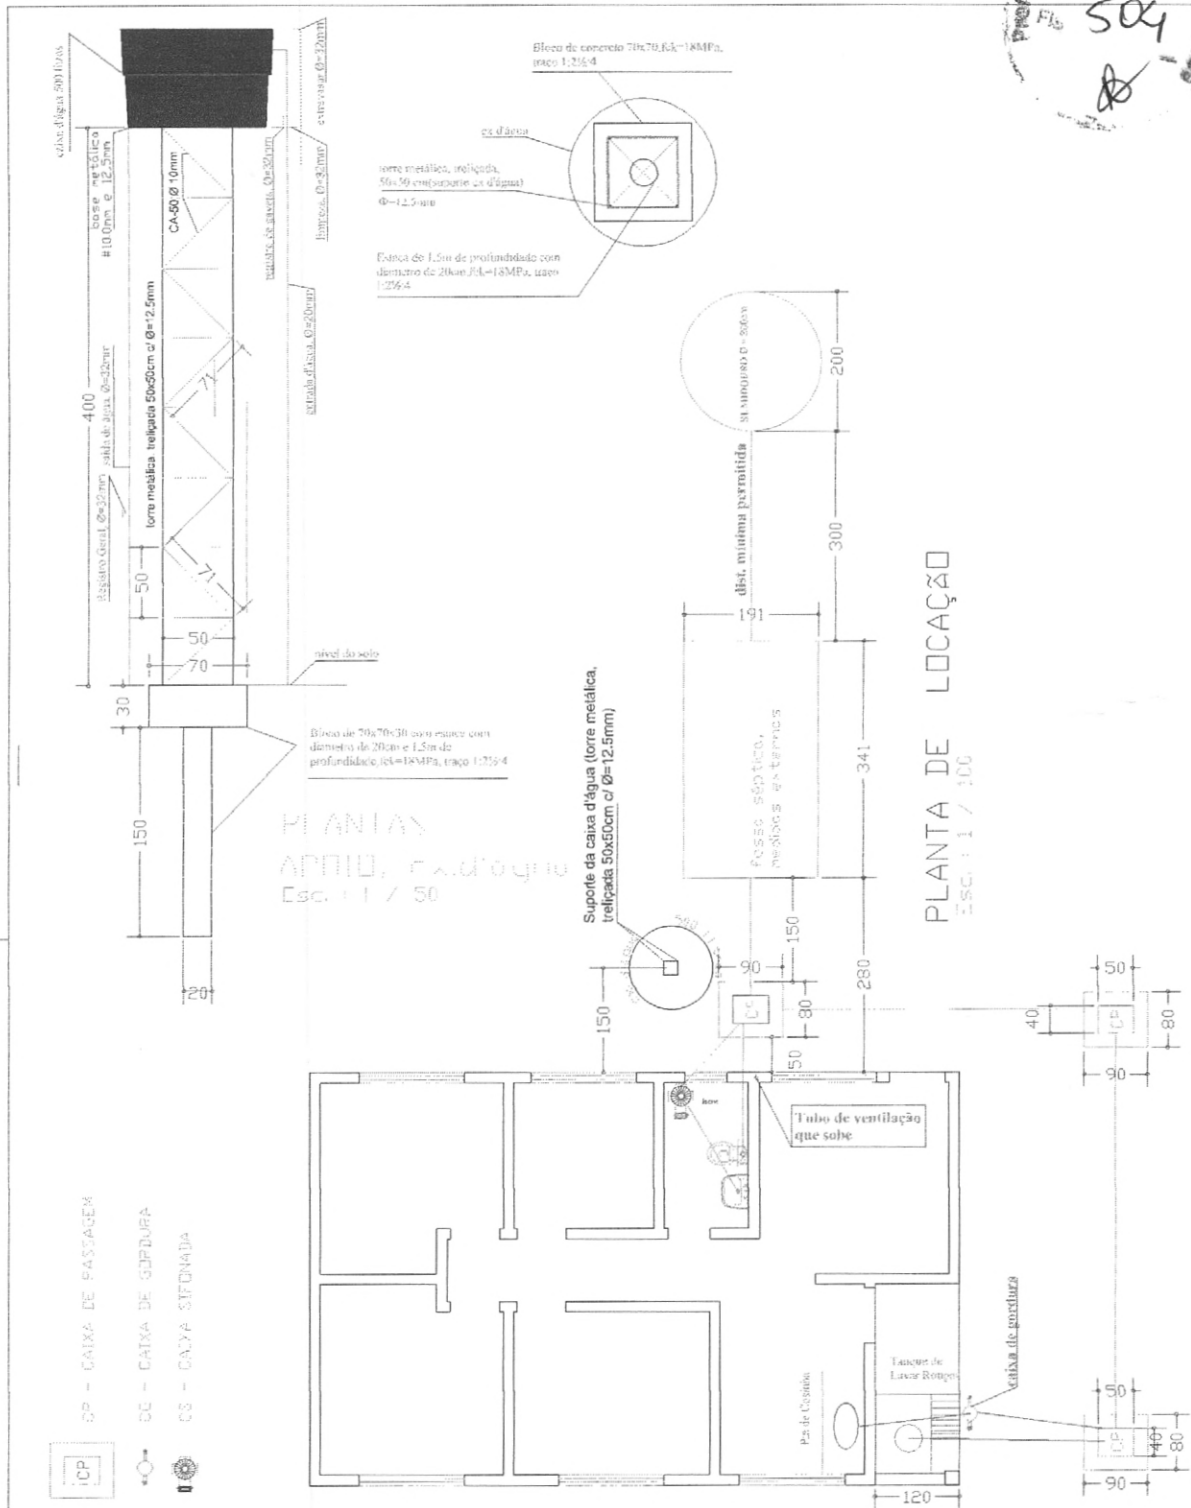 Fls 504
caixa d'água 500 litros
extravasor Ø=32mm
base metálica
#10.0mm e 12.5mm
CA-50 Ø 10mm
registro de gaveta, Ø=32mm
limpeza, Ø=32mm
400
saída de água, Ø=32mm
Registro Geral, Ø=32mm
torre metálica, treliçada 50x50cm c/ Ø=12.5mm
entrada d'água, Ø=20mm
71
71
50
50
70
30
nível do solo
150
20
Bloco de 70x70x30 com estaca com
diametro de 20cm e 1,5m de
profundidade, fck=18MPa, traço 1:2½:4
PLANTAS
APOIO, cx.d'água
Esc. : 1 / 50
Bloco de concreto 70x70,fck=18MPa,
traço 1:2½:4
cx d'água
torre metálica, treliçada,
50x50 cm(suporte cx d'água)
Φ=12,5 mm
Estaca de 1,5m de profundidade com
diametro de 20cm ,fck=18MPa, traço
1:2½:4
SUMIDOURO D = 200cm
200
dist. mínima permitida
300
191
Fossa séptica,
medidas externas
341
PLANTA DE LOCAÇÃO
Esc. : 1 / 100
Suporte da caixa d'água (torre metálica,
treliçada 50x50cm c/ Ø=12.5mm)
150
90
150
280
CS
80
50
50
40
CP
80
90
Tubo de ventilação
que sobe
CP - CAIXA DE PASSAGEM
CG - CAIXA DE GORDURA
CS - CAIXA SIFONADA
CP
Pia de Cozinha
Tanque de
Lavar Roupa
caixa de gordura
50
CP
40
80
90
120